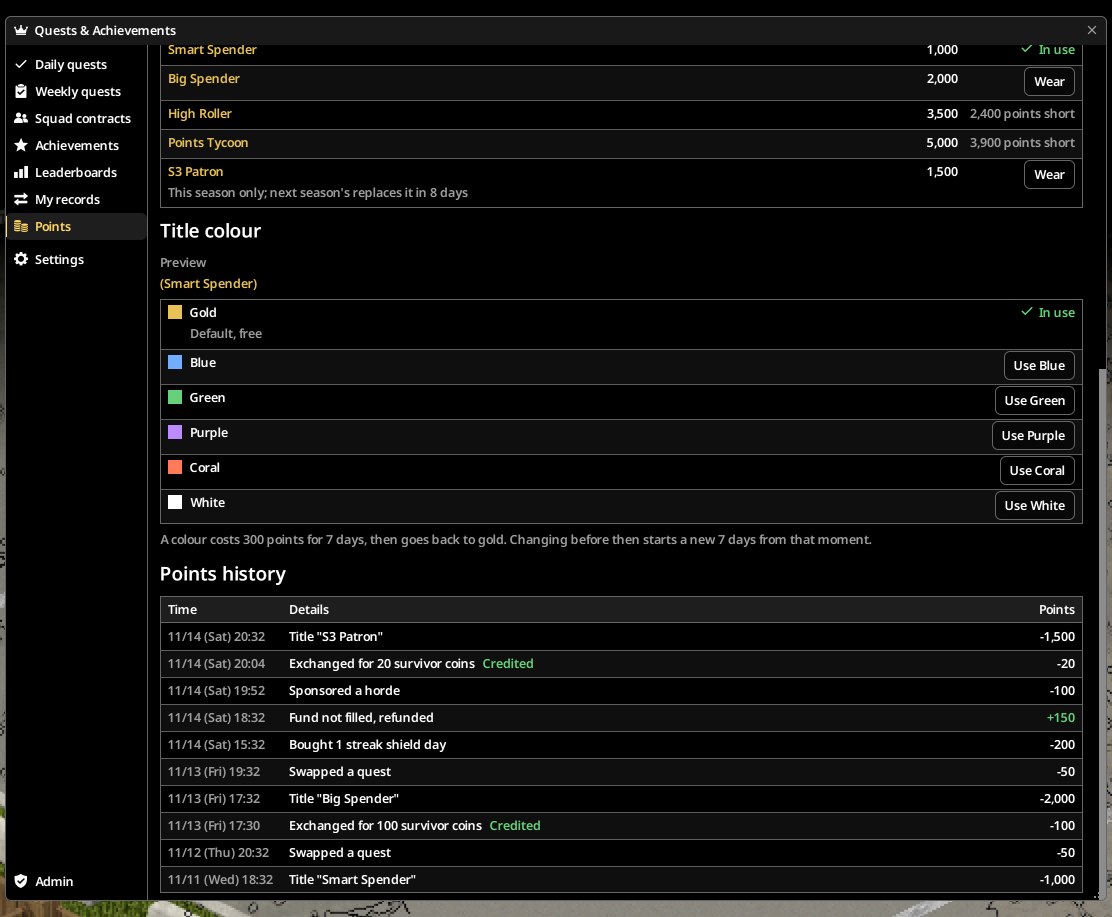 Quests & Achievements
Daily quests
Weekly quests
Squad contracts
Achievements
Leaderboards
My records
Points
Settings
Admin
Smart Spender 1,000 In use
Big Spender 2,000 Wear
High Roller 3,500 2,400 points short
Points Tycoon 5,000 3,900 points short
S3 Patron 1,500 Wear
This season only; next season's replaces it in 8 days
Title colour
Preview
(Smart Spender)
Gold In use
Default, free
Blue Use Blue
Green Use Green
Purple Use Purple
Coral Use Coral
White Use White
A colour costs 300 points for 7 days, then goes back to gold. Changing before then starts a new 7 days from that moment.
Points history
Time Details Points
11/14 (Sat) 20:32 Title "S3 Patron" -1,500
11/14 (Sat) 20:04 Exchanged for 20 survivor coins Credited -20
11/14 (Sat) 19:52 Sponsored a horde -100
11/14 (Sat) 18:32 Fund not filled, refunded +150
11/14 (Sat) 15:32 Bought 1 streak shield day -200
11/13 (Fri) 19:32 Swapped a quest -50
11/13 (Fri) 17:32 Title "Big Spender" -2,000
11/13 (Fri) 17:30 Exchanged for 100 survivor coins Credited -100
11/12 (Thu) 20:32 Swapped a quest -50
11/11 (Wed) 18:32 Title "Smart Spender" -1,000